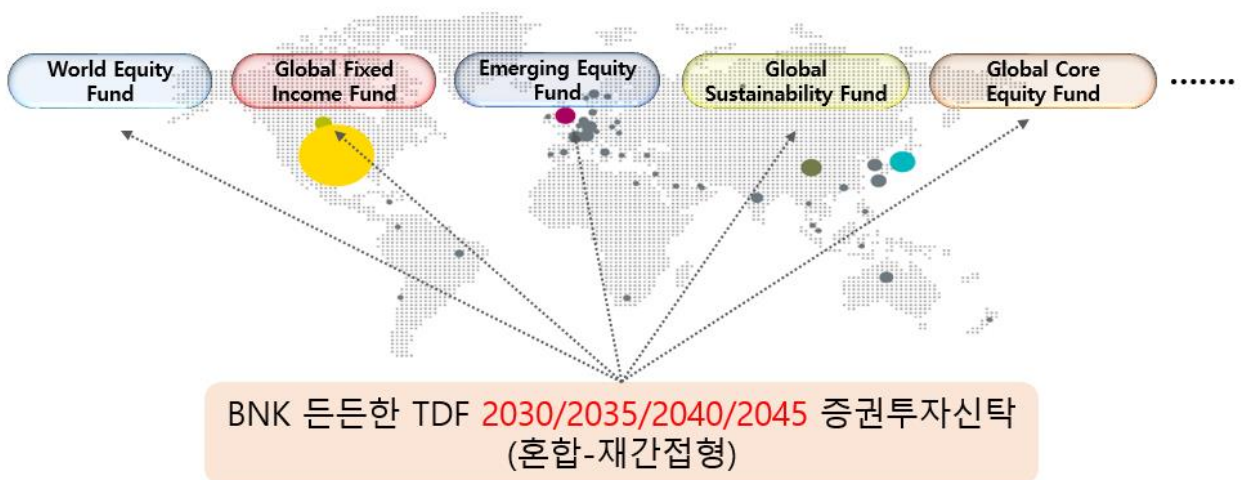 World Equity
Fund
Global Fixed
Income Fund
Emerging Equity
Fund
Global
Sustainability Fund
Global Core
Equity Fund
·······
BNK 든든한 TDF 2030/2035/2040/2045 증권투자신탁
(혼합-재간접형)